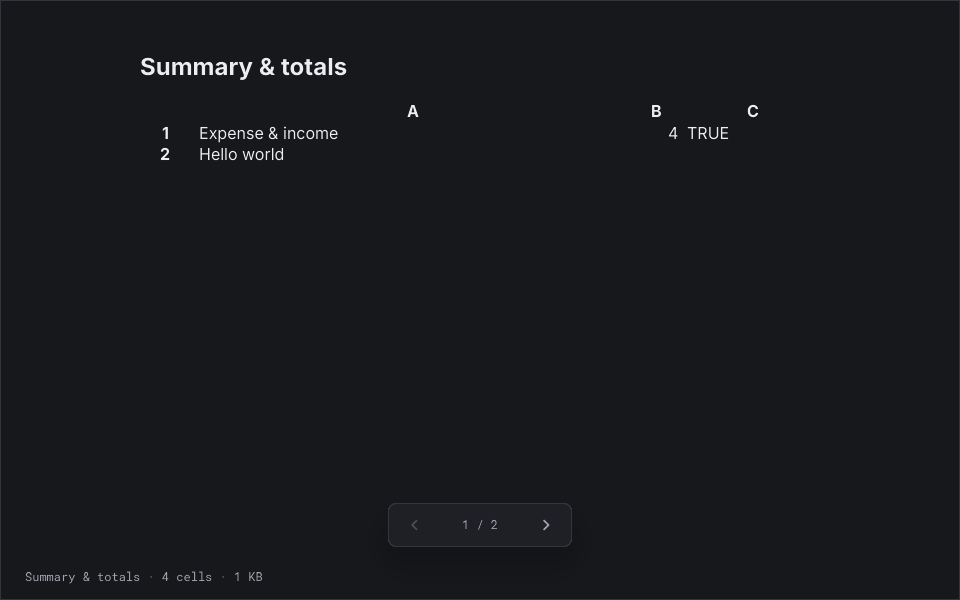 Summary & totals
A B C
1 Expense & income 4 TRUE
2 Hello world
1 / 2
Summary & totals · 4 cells · 1 KB